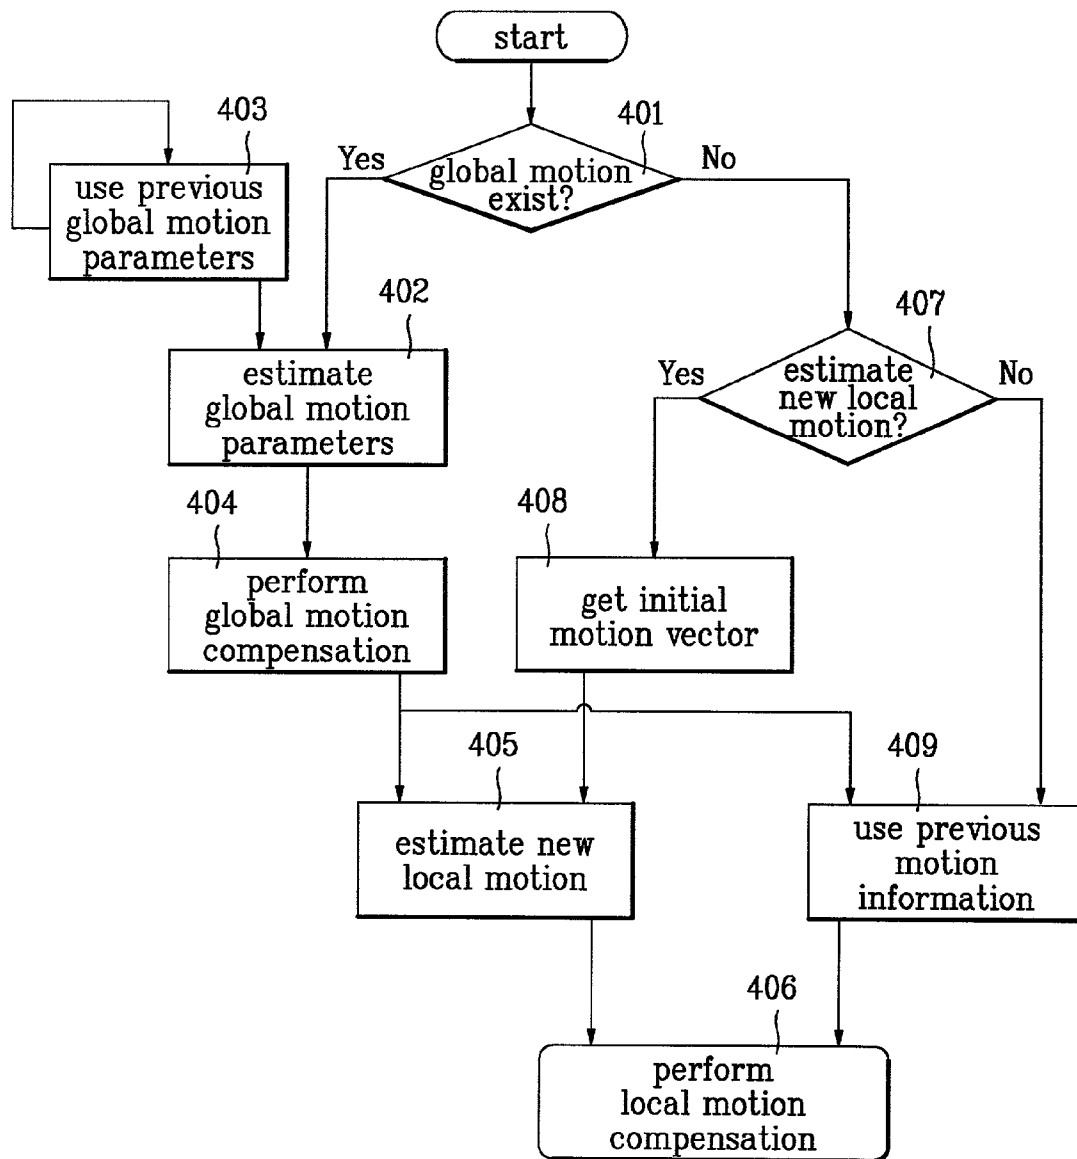 start
403
401
Yes
No
use previous
global motion
parameters
global motion
exist?
402
407
estimate
global motion
parameters
Yes
No
estimate
new local
motion?
404
408
perform
global motion
compensation
get initial
motion vector
405
409
estimate new
local motion
use previous
motion
information
406
perform
local motion
compensation